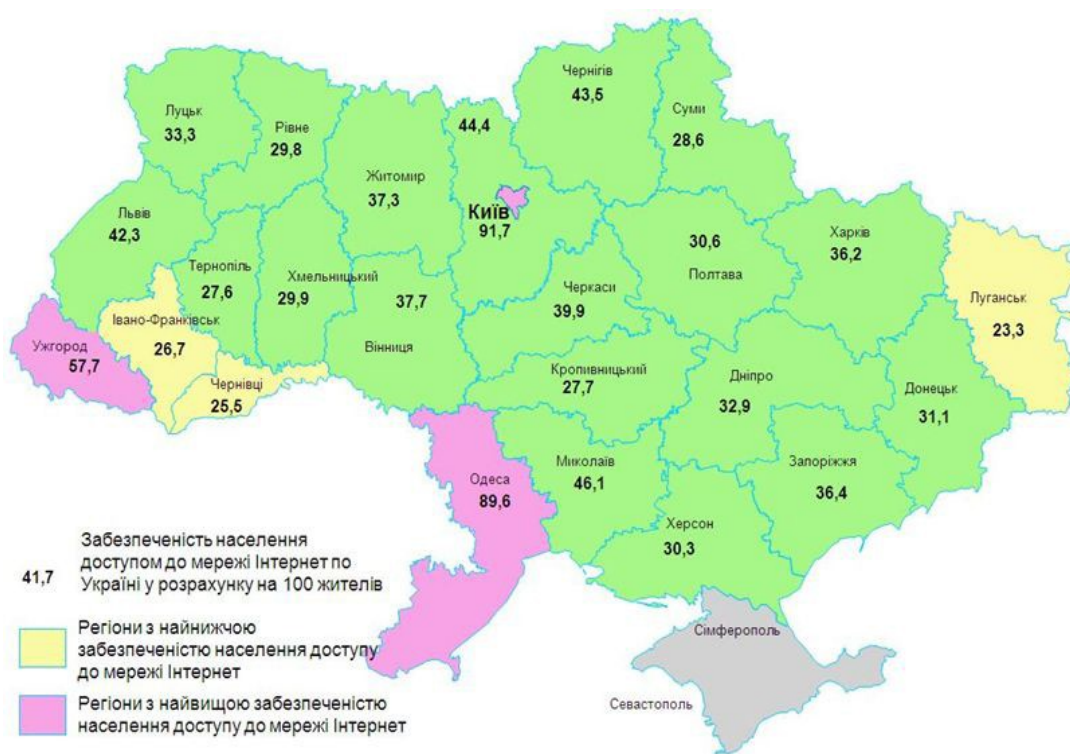 Чернігів
43,5
Луцьк
33,3
Рівне
29,8
44,4
Суми
28,6
Житомир
37,3
Київ
91,7
Львів
42,3
30,6
Полтава
Харків
36,2
Тернопіль
27,6
Хмельницький
29,9
37,7
Вінниця
Черкаси
39,9
Луганськ
23,3
Івано-Франківськ
26,7
Ужгород
57,7
Чернівці
25,5
Кропивницький
27,7
Дніпро
32,9
Донецьк
31,1
Одеса
89,6
Миколаїв
46,1
Запоріжжя
36,4
Херсон
30,3
Сімферополь
Севастополь
41,7
Забезпеченість населення
доступом до мережі Інтернет по
Україні у розрахунку на 100 жителів
Регіони з найнижчою
забезпеченістю населення доступу
до мережі Інтернет
Регіони з найвищою забезпеченістю
населення доступу до мережі Інтернет